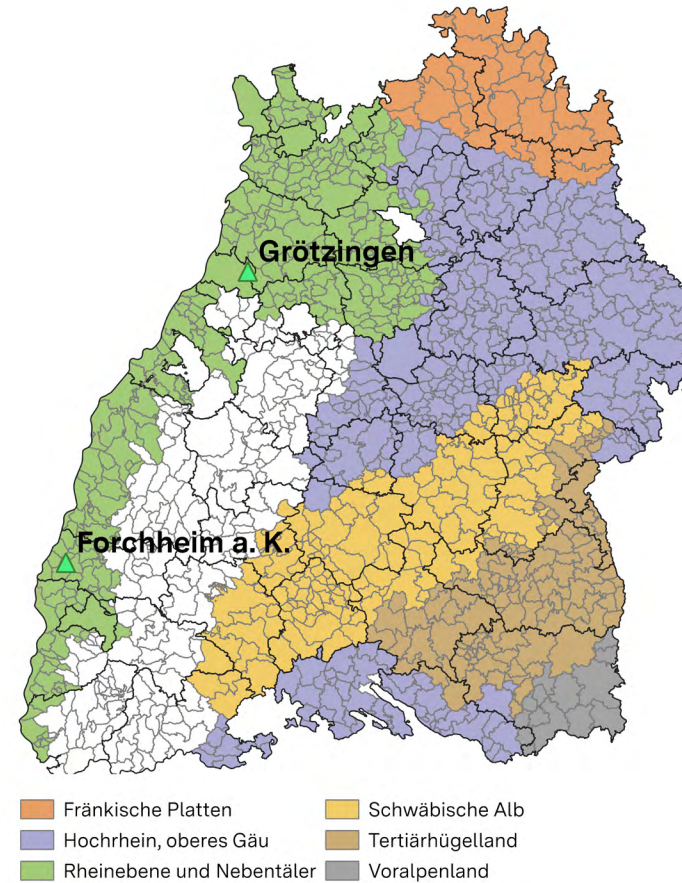 Grötzingen
Forchheim a. K.
Fränkische Platten
Schwäbische Alb
Hochrhein, oberes Gäu
Tertiärhügelland
Rheinebene und Nebentäler
Voralpenland